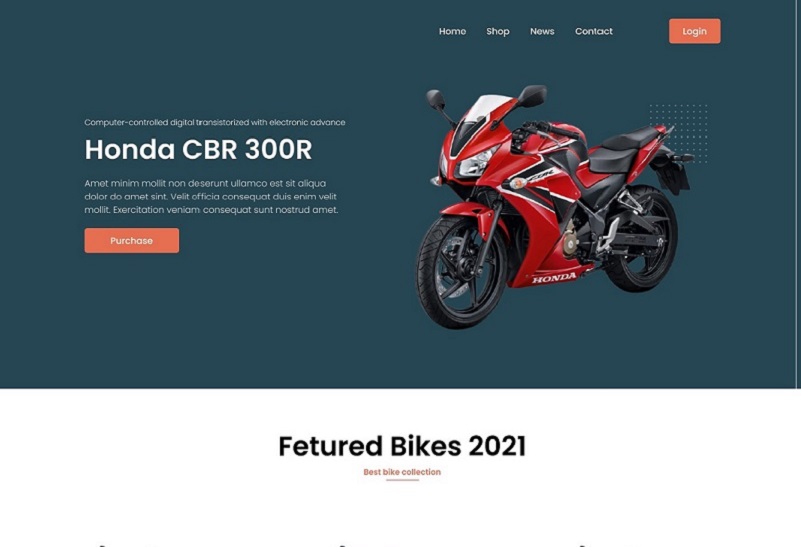 Home Shop News Contact Login
Computer-controlled digital transistorized with electronic advance
Honda CBR 300R
Amet minim mollit non deserunt ullamco est sit aliqua
dolor do amet sint. Velit officia consequat duis enim velit
mollit. Exercitation veniam consequat sunt nostrud amet.
Purchase
HONDA
Fetured Bikes 2021
Best bike collection